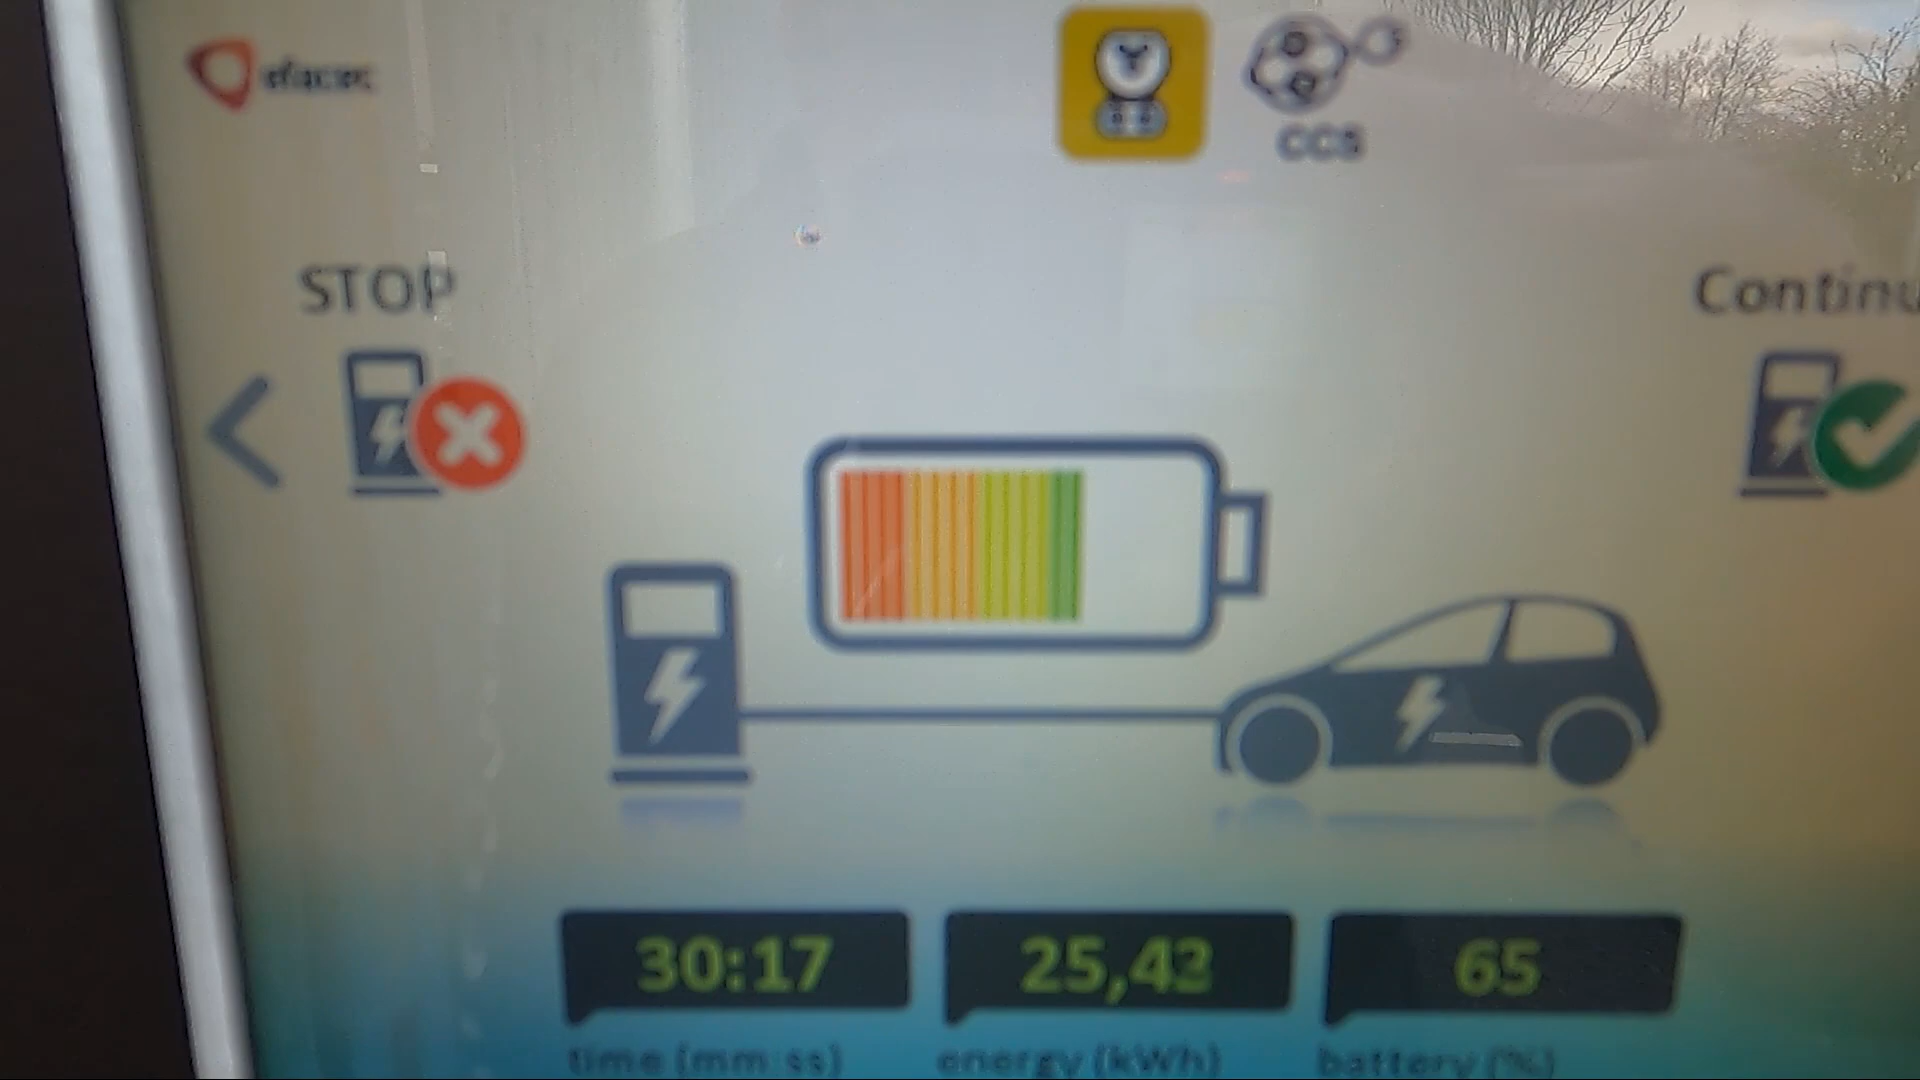 efacec
CCS
STOP
Continu
30:17
25,42
65
time (mm:ss)
energy (kWh)
battery (%)